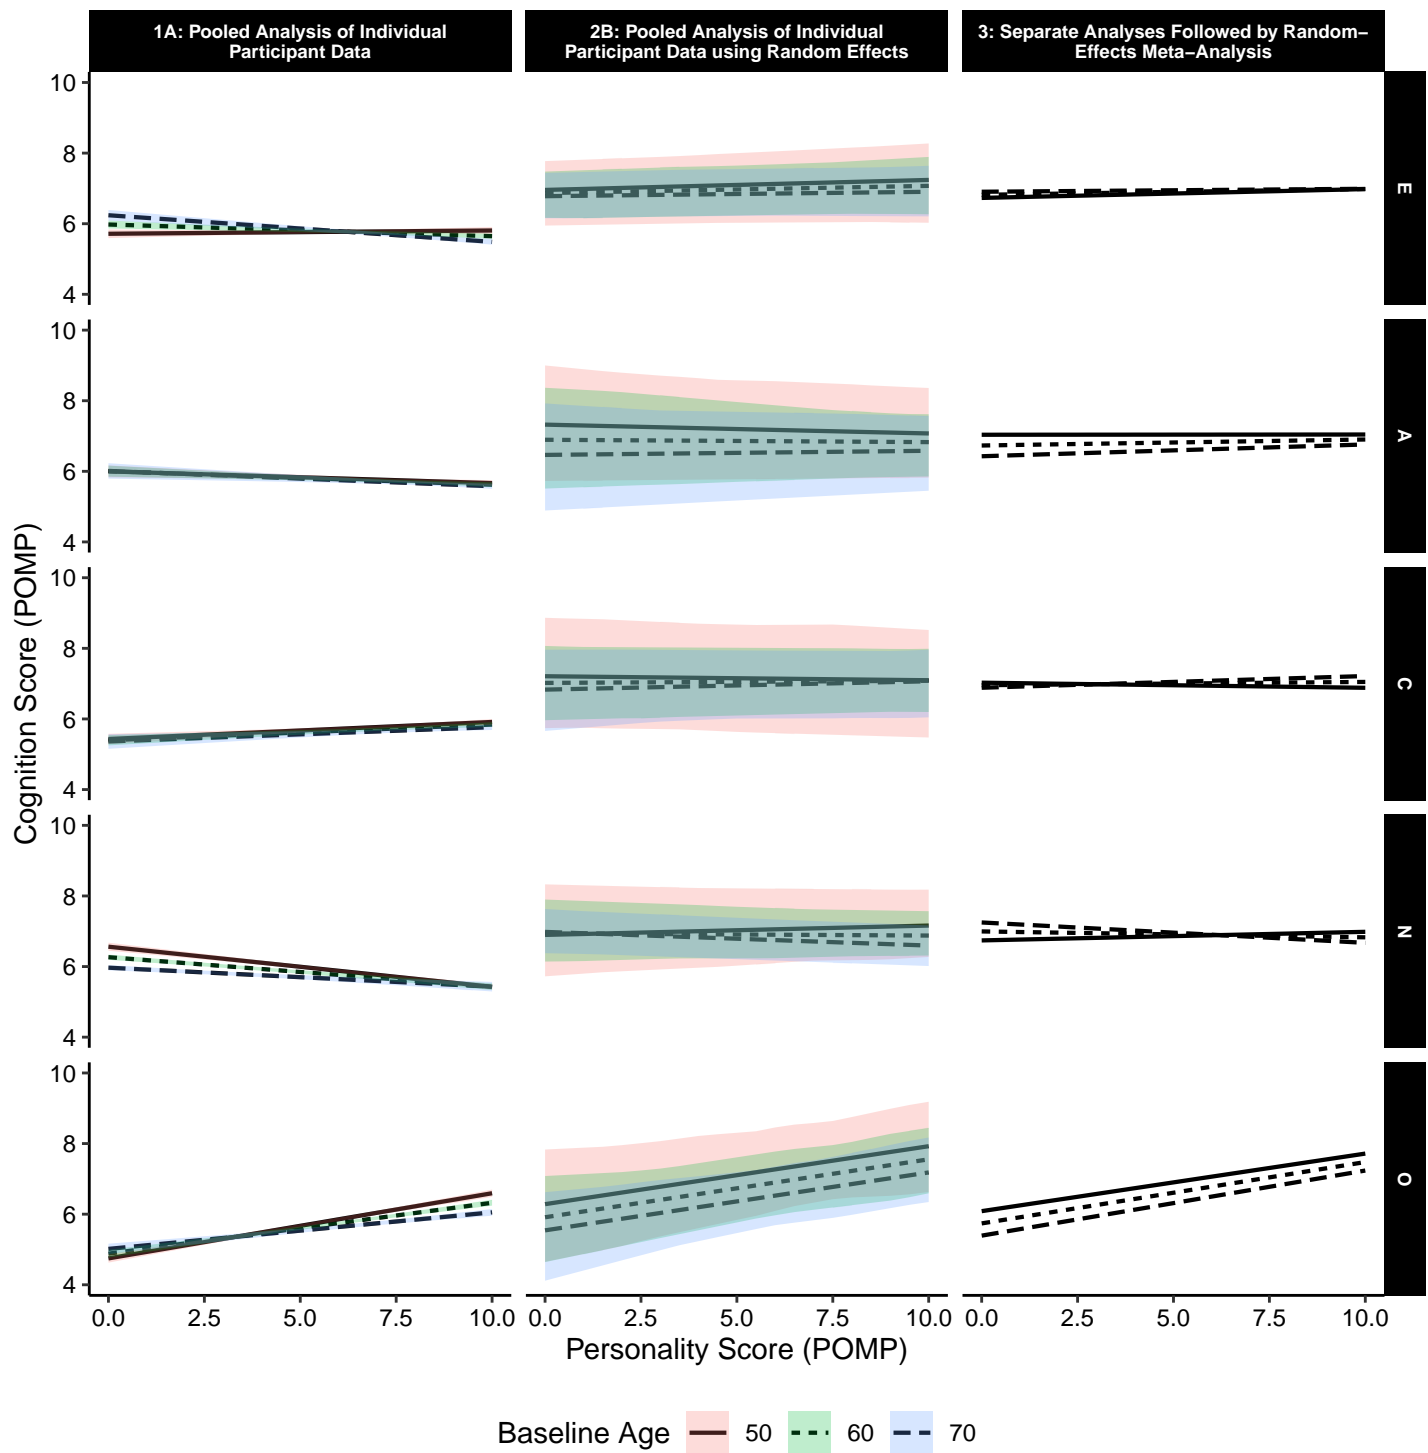 1A: Pooled Analysis of Individual
Participant Data
2B: Pooled Analysis of Individual
Participant Data using Random Effects
3: Separate Analyses Followed by Random−
Effects Meta−Analysis
10
8
6
4
E
10
8
6
4
A
10
8
6
4
C
10
8
6
4
N
10
8
6
4
O
Cognition Score (POMP)
0.0 2.5 5.0 7.5 10.0 0.0 2.5 5.0 7.5 10.0 0.0 2.5 5.0 7.5 10.0
Personality Score (POMP)
Baseline Age 50 60 70